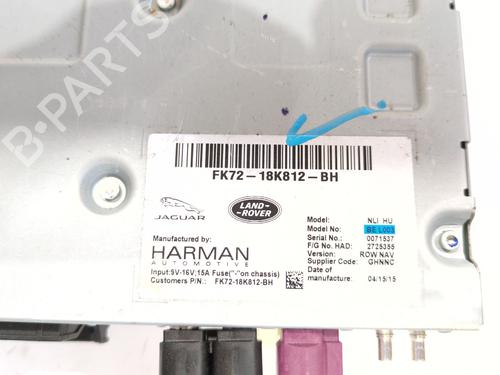 B-PARTS
FK72-18K812-BH
JAGUAR
LAND-ROVER
Manufactured by:
HARMAN
AUTOMOTIVE
Input:9V-16V;15A Fuse("-"on chassis)
Customers P/N.: FK72-18K812-BH
Model: NLI HU
Model No: BE L003
Serial No.: 0071537
F/G No. HAD: 2725355
Version: ROW NAV
Supplier Code: GHNNC
Date of manufacture: 04/15/15